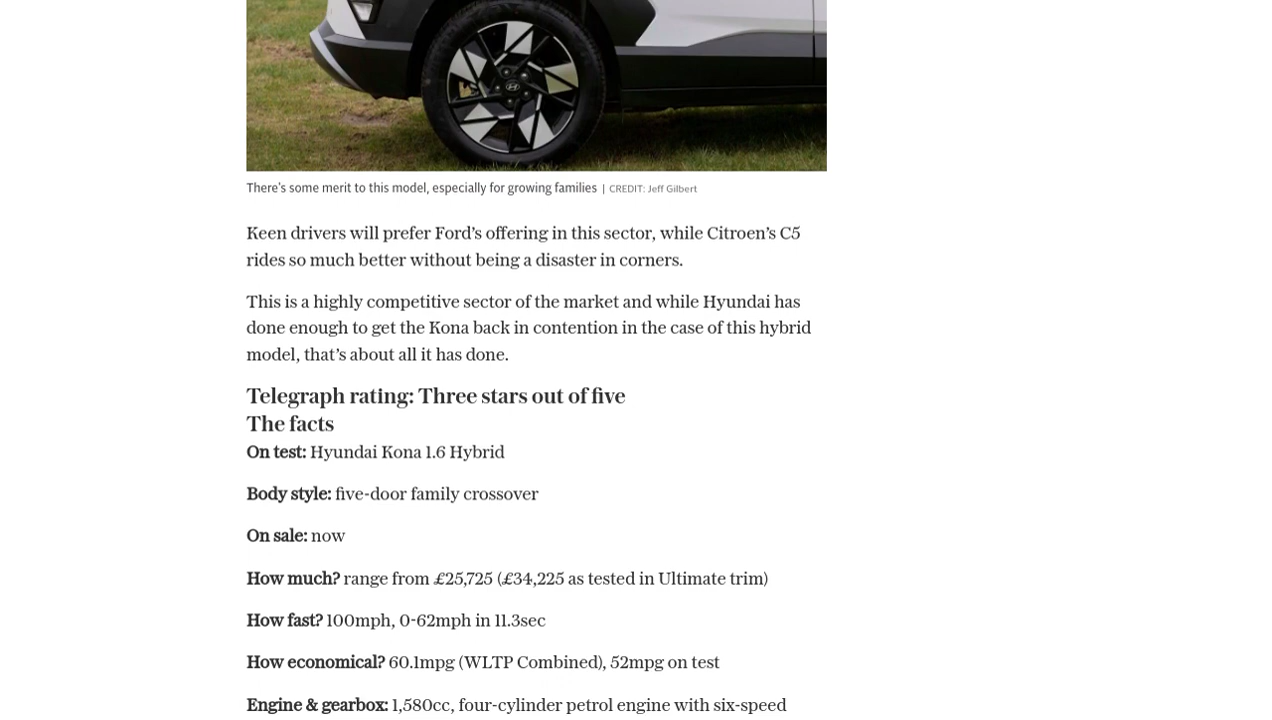 There's some merit to this model, especially for growing families | CREDIT: Jeff Gilbert
Keen drivers will prefer Ford's offering in this sector, while Citroen's C5
rides so much better without being a disaster in corners.
This is a highly competitive sector of the market and while Hyundai has
done enough to get the Kona back in contention in the case of this hybrid
model, that's about all it has done.
Telegraph rating: Three stars out of five
The facts
On test: Hyundai Kona 1.6 Hybrid
Body style: five-door family crossover
On sale: now
How much? range from £25,725 (£34,225 as tested in Ultimate trim)
How fast? 100mph, 0-62mph in 11.3sec
How economical? 60.1mpg (WLTP Combined), 52mpg on test
Engine & gearbox: 1,580cc, four-cylinder petrol engine with six-speed